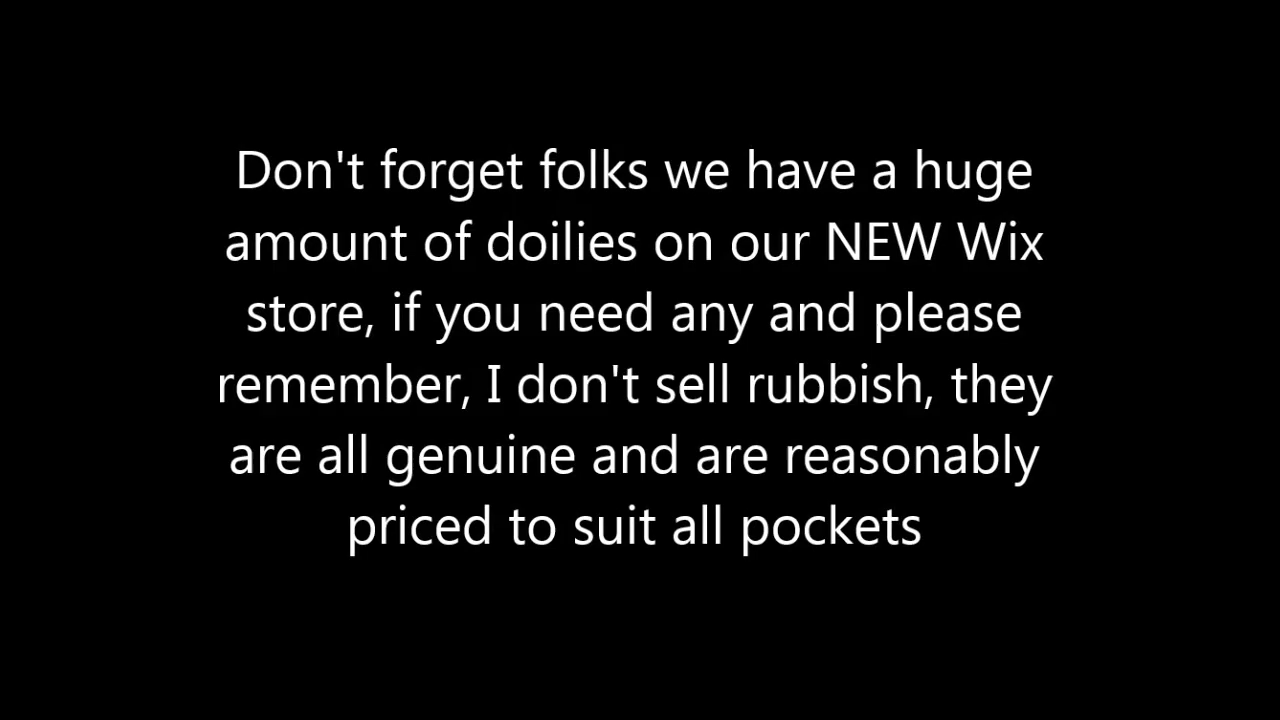 Don't forget folks we have a huge
amount of doilies on our NEW Wix
store, if you need any and please
remember, I don't sell rubbish, they
are all genuine and are reasonably
priced to suit all pockets